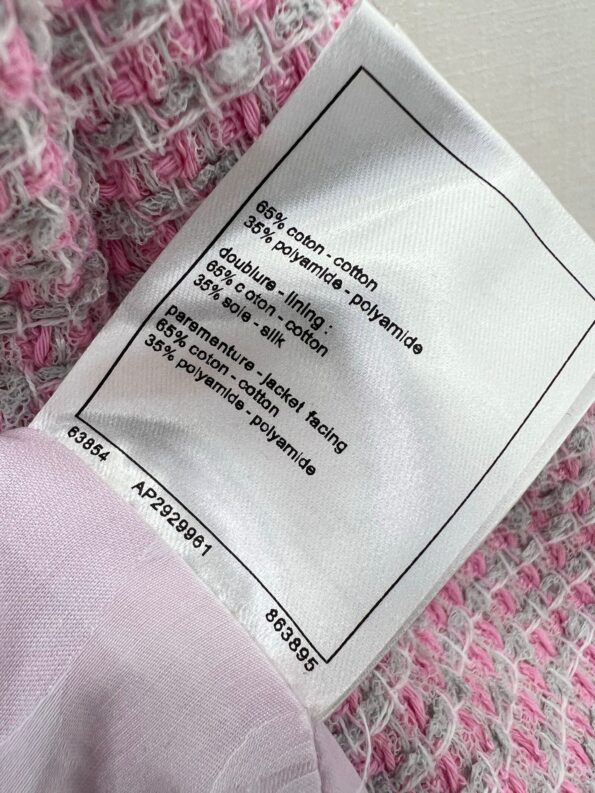 65% coton - cotton
35% polyamide - polyamide
doublure - lining :
65% coton - cotton
35% soie - silk
parementure - jacket facing
65% coton - cotton
35% polyamide - polyamide
63854
AP2929961
863895